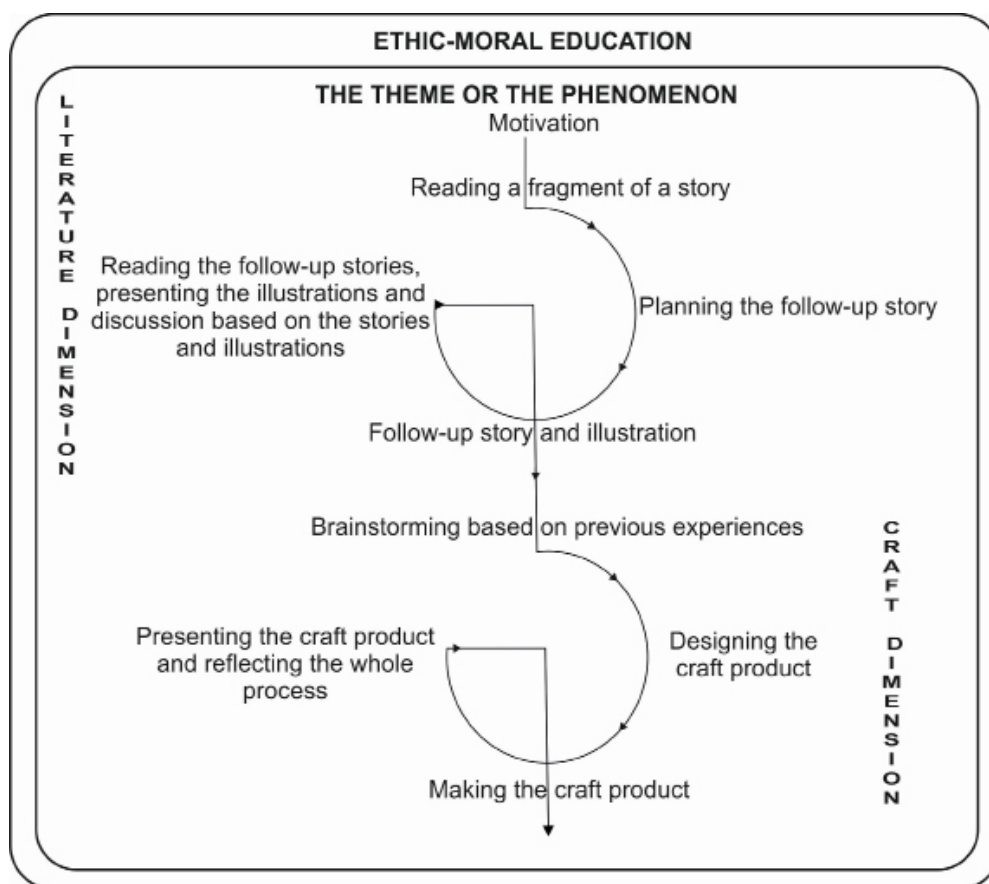 ETHIC-MORAL EDUCATION
THE THEME OR THE PHENOMENON
Motivation
LITERATURE DIMENSION
Reading a fragment of a story
Reading the follow-up stories,
presenting the illustrations and
discussion based on the stories
and illustrations
Planning the follow-up story
Follow-up story and illustration
Brainstorming based on previous experiences
CRAFT DIMENSION
Presenting the craft product
and reflecting the whole
process
Designing the
craft product
Making the craft product